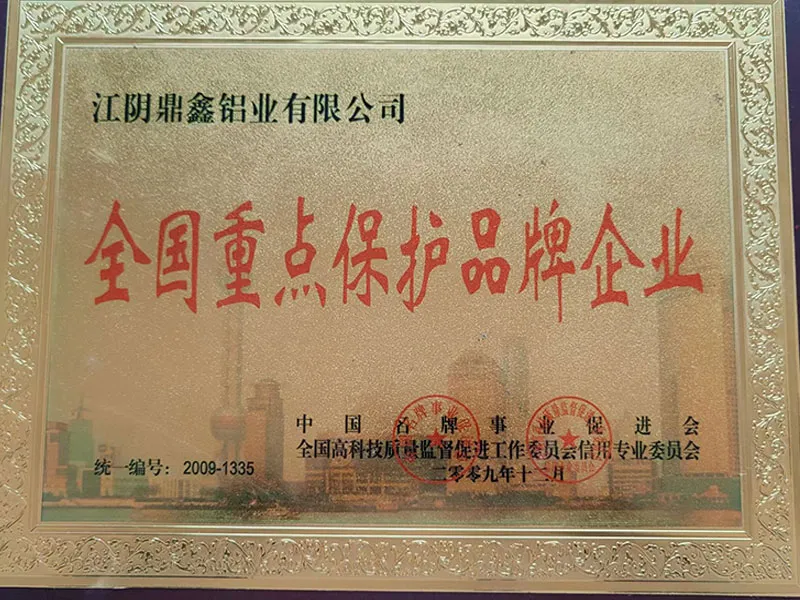 江阴鼎鑫铝业有限公司
全国重点保护品牌企业
中国名牌事业促进会
全国高科技质量监督促进工作委员会信用专业委员会
统一编号：2009-1335
二零零九年十二月